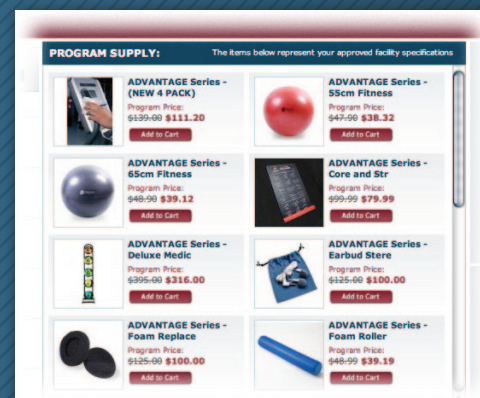 PROGRAM SUPPLY:
The items below represent your approved facility specifications
ADVANTAGE Series -
(NEW 4 PACK)
Program Price:
$139.00 $111.20
Add to Cart
ADVANTAGE Series -
55cm Fitness
Program Price:
$47.90 $38.32
Add to Cart
ADVANTAGE Series -
65cm Fitness
Program Price:
$48.90 $39.12
Add to Cart
ADVANTAGE Series -
Core and Str
Program Price:
$99.99 $79.99
Add to Cart
ADVANTAGE Series -
Deluxe Medic
Program Price:
$395.00 $316.00
Add to Cart
ADVANTAGE Series -
Earbud Stere
Program Price:
$125.00 $100.00
Add to Cart
ADVANTAGE Series -
Foam Replace
Program Price:
$125.00 $100.00
Add to Cart
ADVANTAGE Series -
Foam Roller
Program Price:
$48.99 $39.19
Add to Cart